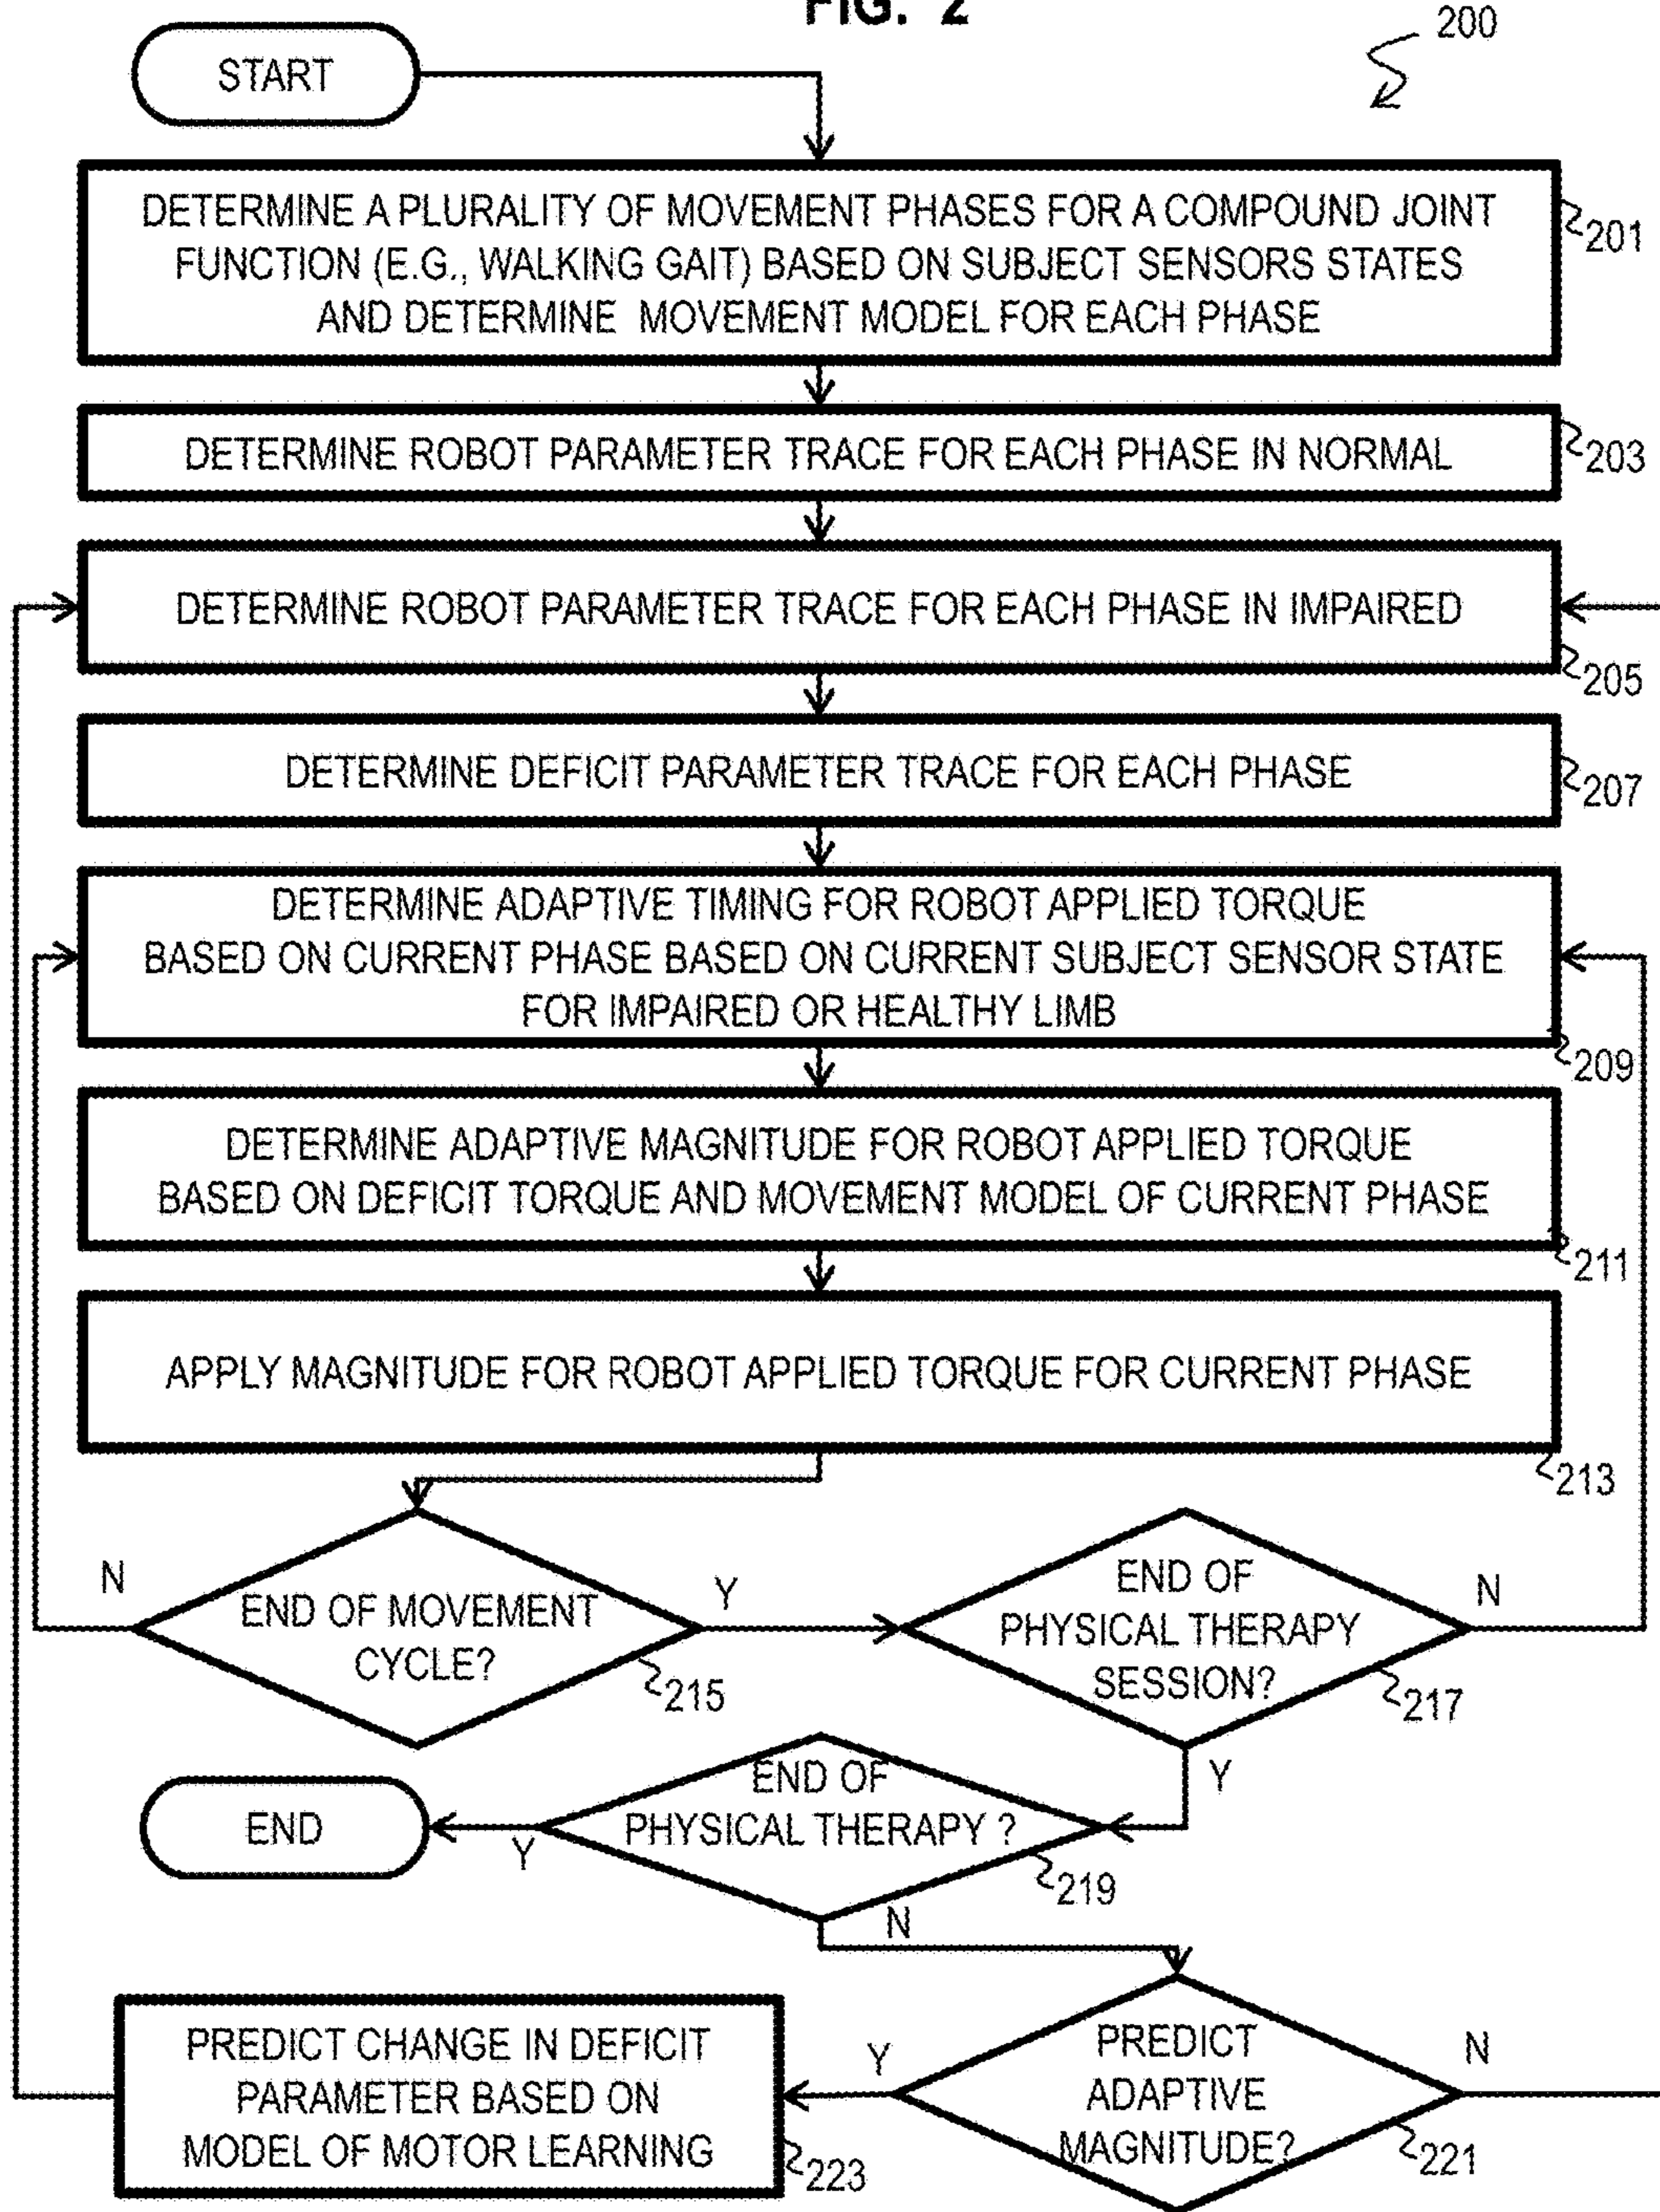 FIG. 2
200
START
DETERMINE A PLURALITY OF MOVEMENT PHASES FOR A COMPOUND JOINT
FUNCTION (E.G., WALKING GAIT) BASED ON SUBJECT SENSORS STATES
AND DETERMINE MOVEMENT MODEL FOR EACH PHASE
201
DETERMINE ROBOT PARAMETER TRACE FOR EACH PHASE IN NORMAL
203
DETERMINE ROBOT PARAMETER TRACE FOR EACH PHASE IN IMPAIRED
205
DETERMINE DEFICIT PARAMETER TRACE FOR EACH PHASE
207
DETERMINE ADAPTIVE TIMING FOR ROBOT APPLIED TORQUE
BASED ON CURRENT PHASE BASED ON CURRENT SUBJECT SENSOR STATE
FOR IMPAIRED OR HEALTHY LIMB
209
DETERMINE ADAPTIVE MAGNITUDE FOR ROBOT APPLIED TORQUE
BASED ON DEFICIT TORQUE AND MOVEMENT MODEL OF CURRENT PHASE
211
APPLY MAGNITUDE FOR ROBOT APPLIED TORQUE FOR CURRENT PHASE
213
N
END OF MOVEMENT
CYCLE?
215
Y
END OF
PHYSICAL THERAPY
SESSION?
217
N
Y
END OF
PHYSICAL THERAPY ?
219
Y
END
N
PREDICT
ADAPTIVE
MAGNITUDE?
221
N
Y
PREDICT CHANGE IN DEFICIT
PARAMETER BASED ON
MODEL OF MOTOR LEARNING
223